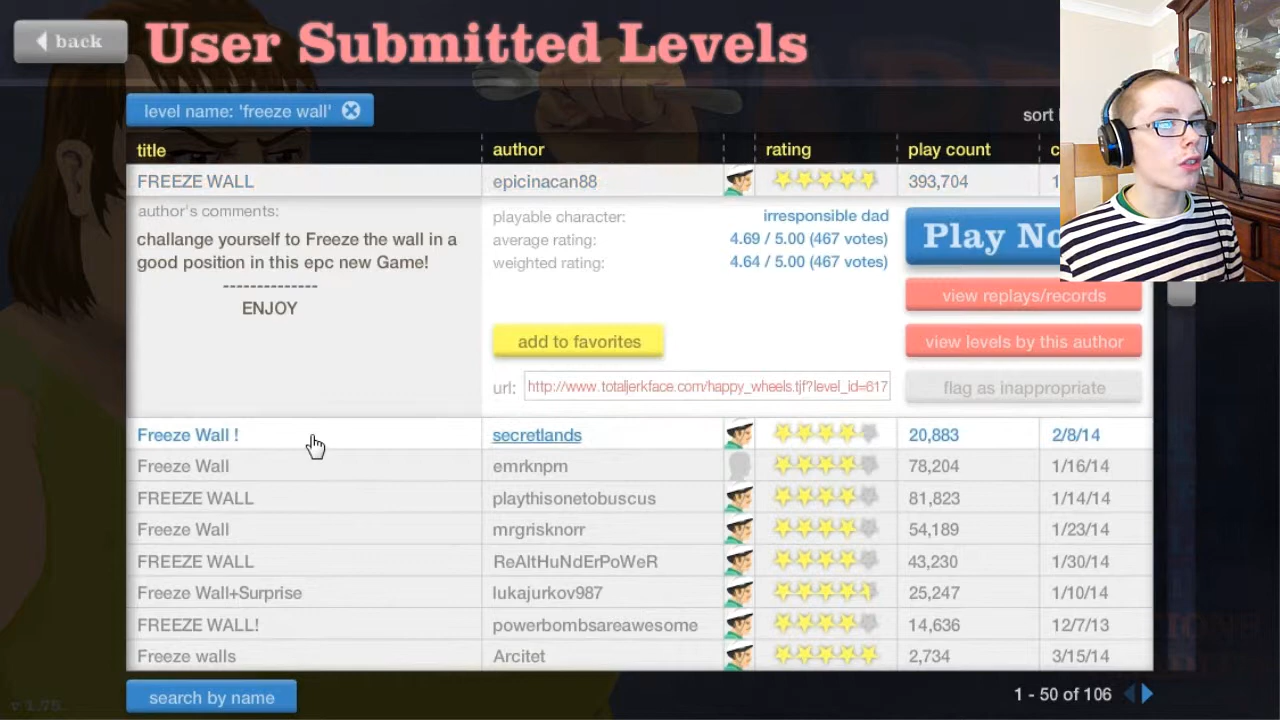 back
User Submitted Levels
level name: 'freeze wall'
sort
title author rating play count
FREEZE WALL epicinacan88 393,704
author's comments:
challange yourself to Freeze the wall in a
good position in this epc new Game!
--------------
ENJOY
playable character: irresponsible dad
average rating: 4.69 / 5.00 (467 votes)
weighted rating: 4.64 / 5.00 (467 votes)
Play No
view replays/records
add to favorites
view levels by this author
url: http://www.totaljerkface.com/happy_wheels.tjf?level_id=617
flag as inappropriate
Freeze Wall ! secretlands 20,883 2/8/14
Freeze Wall emrknpm 78,204 1/16/14
FREEZE WALL playthisonetobuscus 81,823 1/14/14
Freeze Wall mrgrisknorr 54,189 1/23/14
FREEZE WALL ReAltHuNdErPoWeR 43,230 1/30/14
Freeze Wall+Surprise lukajurkov987 25,247 1/10/14
FREEZE WALL! powerbombsareawesome 14,636 12/7/13
Freeze walls Arcitet 2,734 3/15/14
search by name
1 - 50 of 106
v 1.75